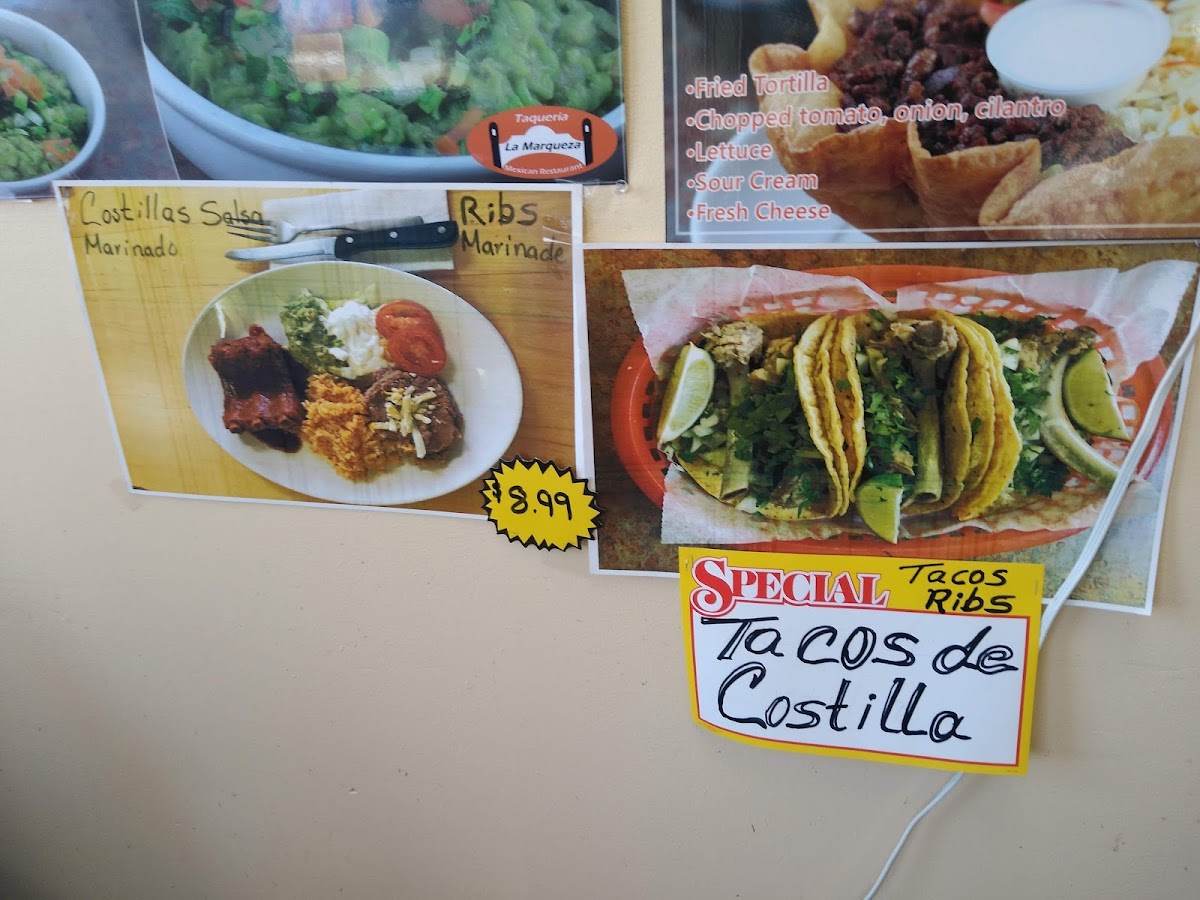 Taqueria
La Marqueza
Mexican Restaurant
•Fried Tortilla
•Chopped tomato, onion, cilantro
•Lettuce
•Sour Cream
•Fresh Cheese
Costillas Salsa
Marinado
Ribs
Marinade
$8.99
SPECIAL
Tacos
Ribs
Tacos de
Costilla